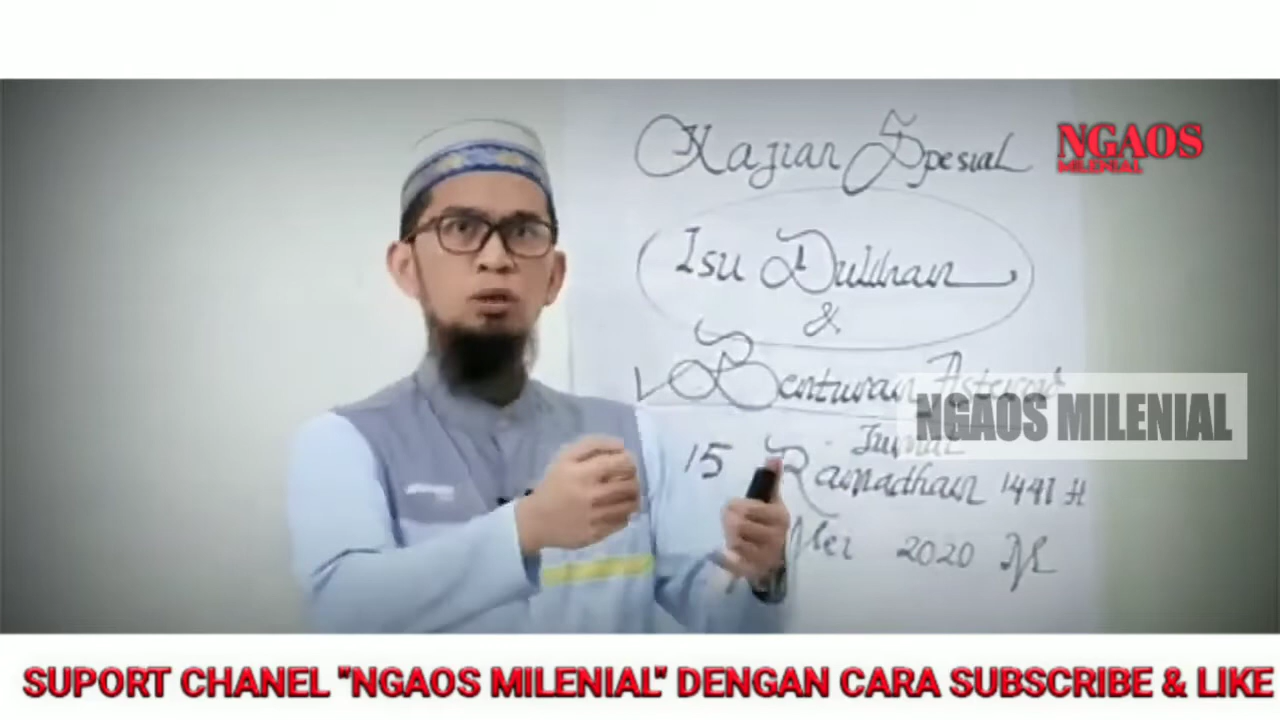 Kajian Spesial
NGAOS
MILENIAL
Isu Dukhan
&
Benturan Asteroid
NGAOS MILENIAL
Jumat
15 Ramadhan 1441 H
Mei 2020 M
SUPORT CHANEL "NGAOS MILENIAL" DENGAN CARA SUBSCRIBE & LIKE